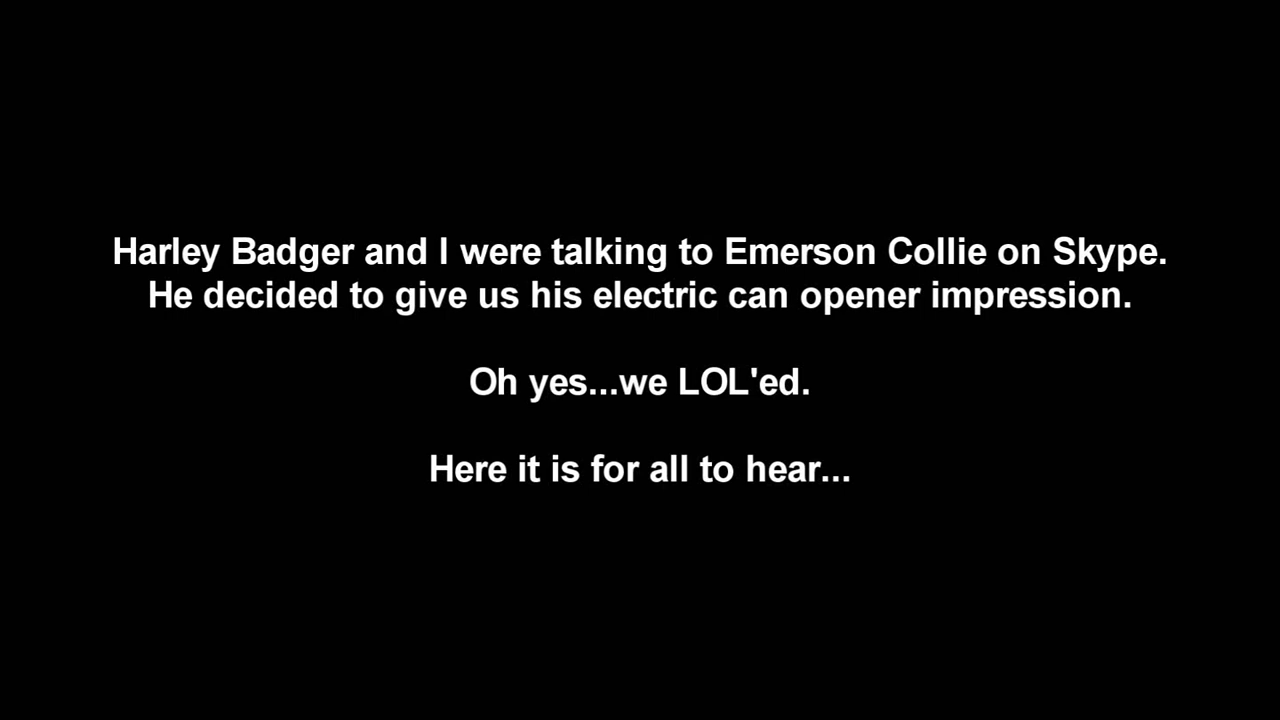 Harley Badger and I were talking to Emerson Collie on Skype.
He decided to give us his electric can opener impression.
Oh yes...we LOL'ed.
Here it is for all to hear...